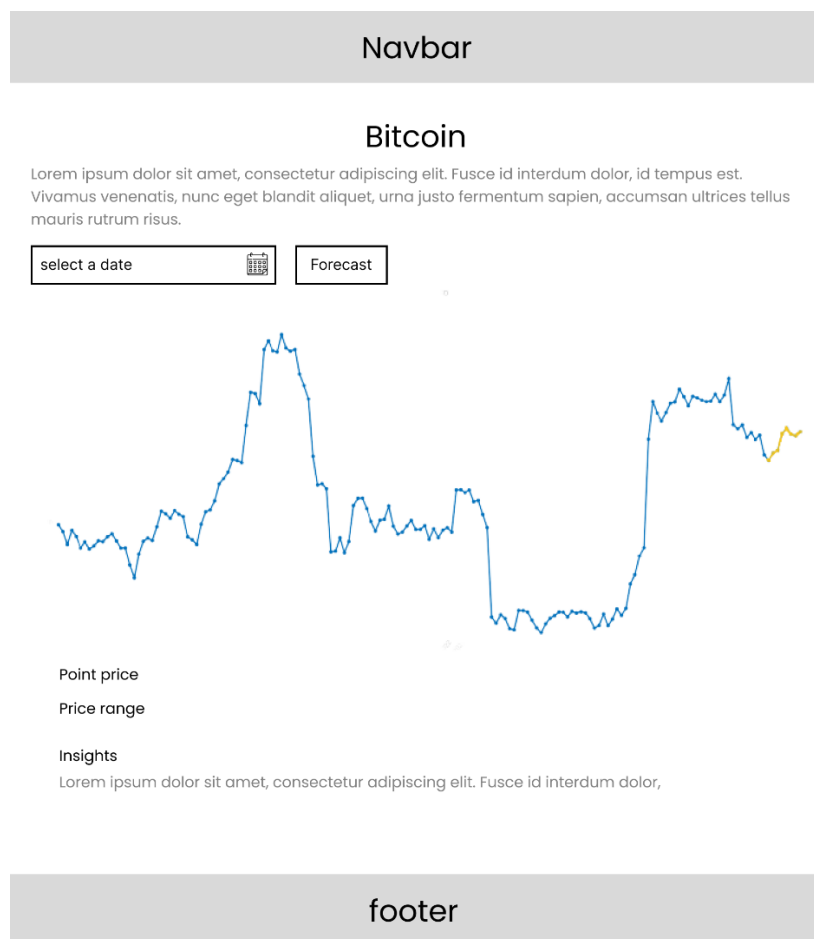 Navbar
Bitcoin
Lorem ipsum dolor sit amet, consectetur adipiscing elit. Fusce id interdum dolor, id tempus est.
Vivamus venenatis, nunc eget blandit aliquet, urna justo fermentum sapien, accumsan ultrices tellus
mauris rutrum risus.
select a date
Forecast
Point price
Price range
Insights
Lorem ipsum dolor sit amet, consectetur adipiscing elit. Fusce id interdum dolor,
footer